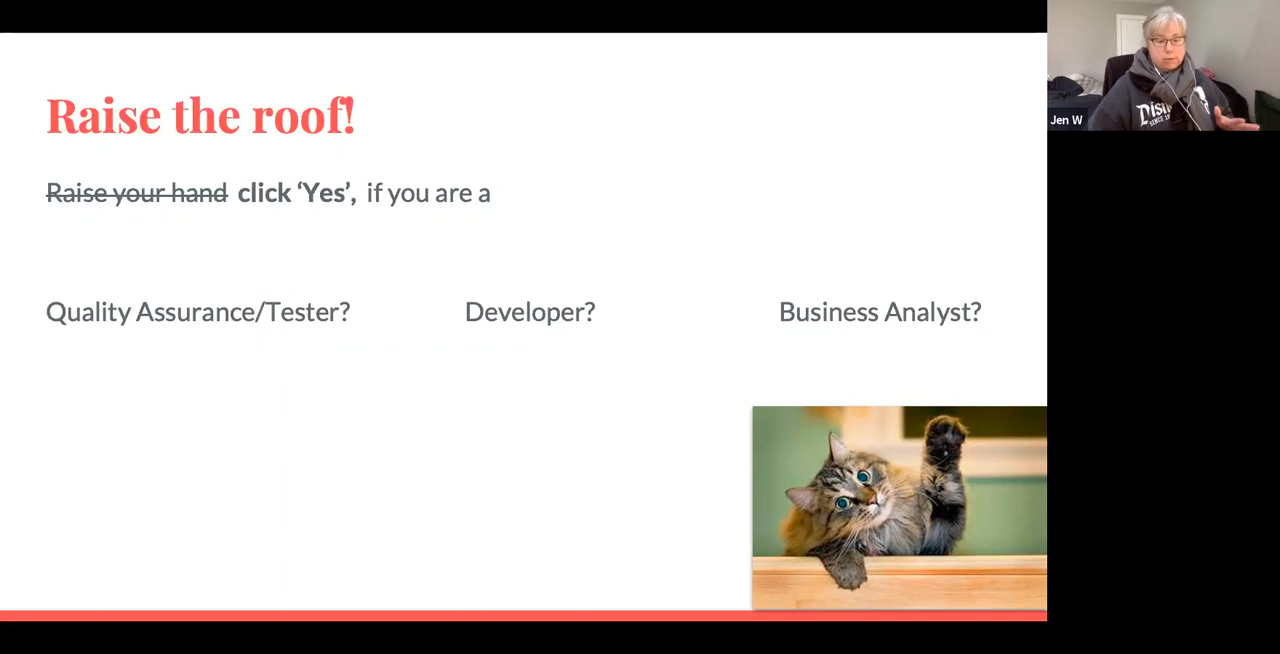 Raise the roof!
Raise your hand click ‘Yes’, if you are a
Quality Assurance/Tester? Developer? Business Analyst?
Jen W